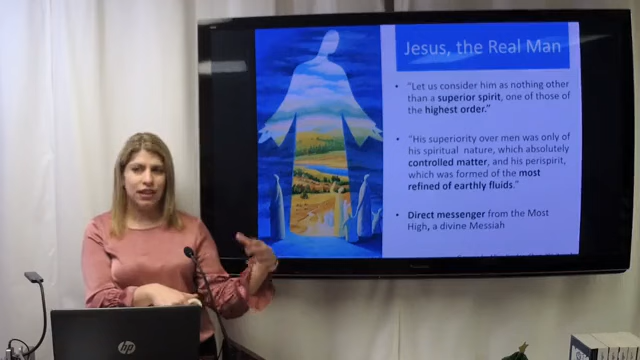 Jesus, the Real Man
• "Let us consider him as nothing other
than a superior spirit, one of those of
the highest order."
• "His superiority over men was only of
his spiritual nature, which absolutely
controlled matter, and his perispirit,
which was formed of the most
refined of earthly fluids."
• Direct messenger from the Most
High, a divine Messiah
hp